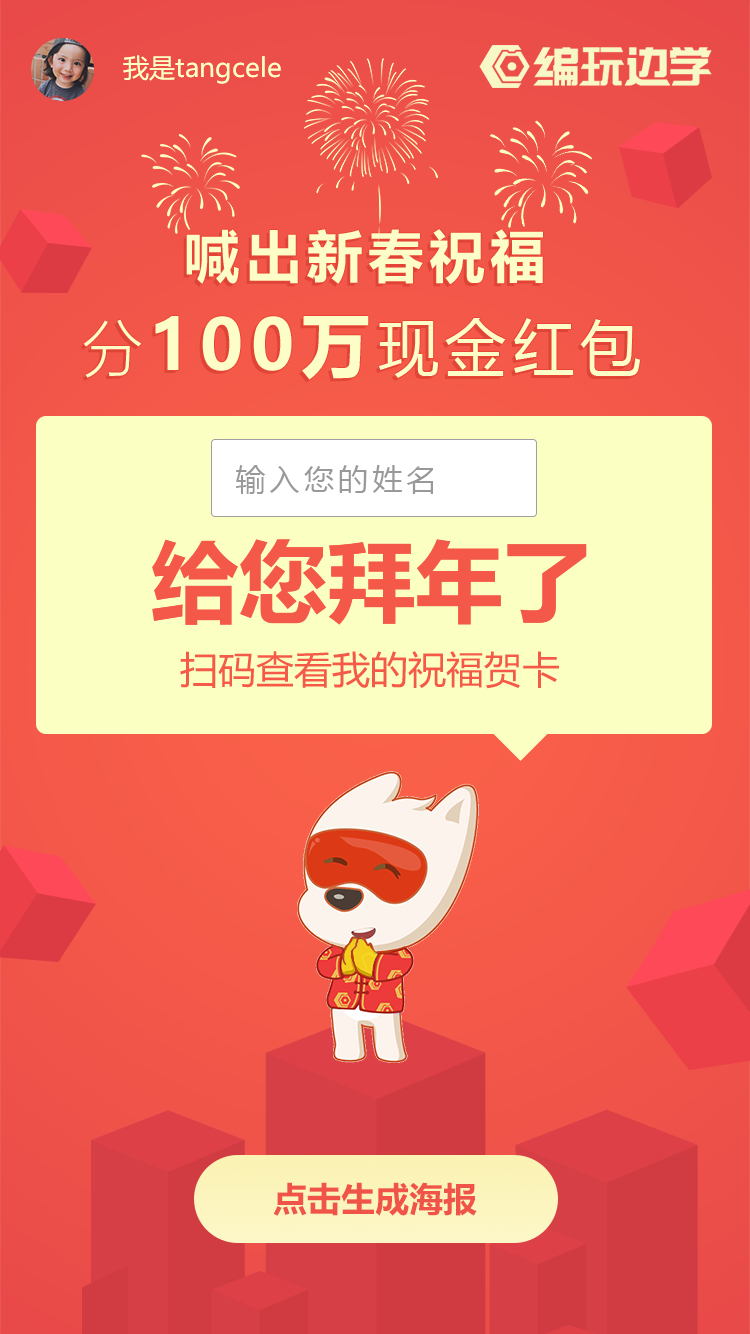 我是tangcele
编玩边学
喊出新春祝福
分100万现金红包
输入您的姓名
给您拜年了
扫码查看我的祝福贺卡
点击生成海报